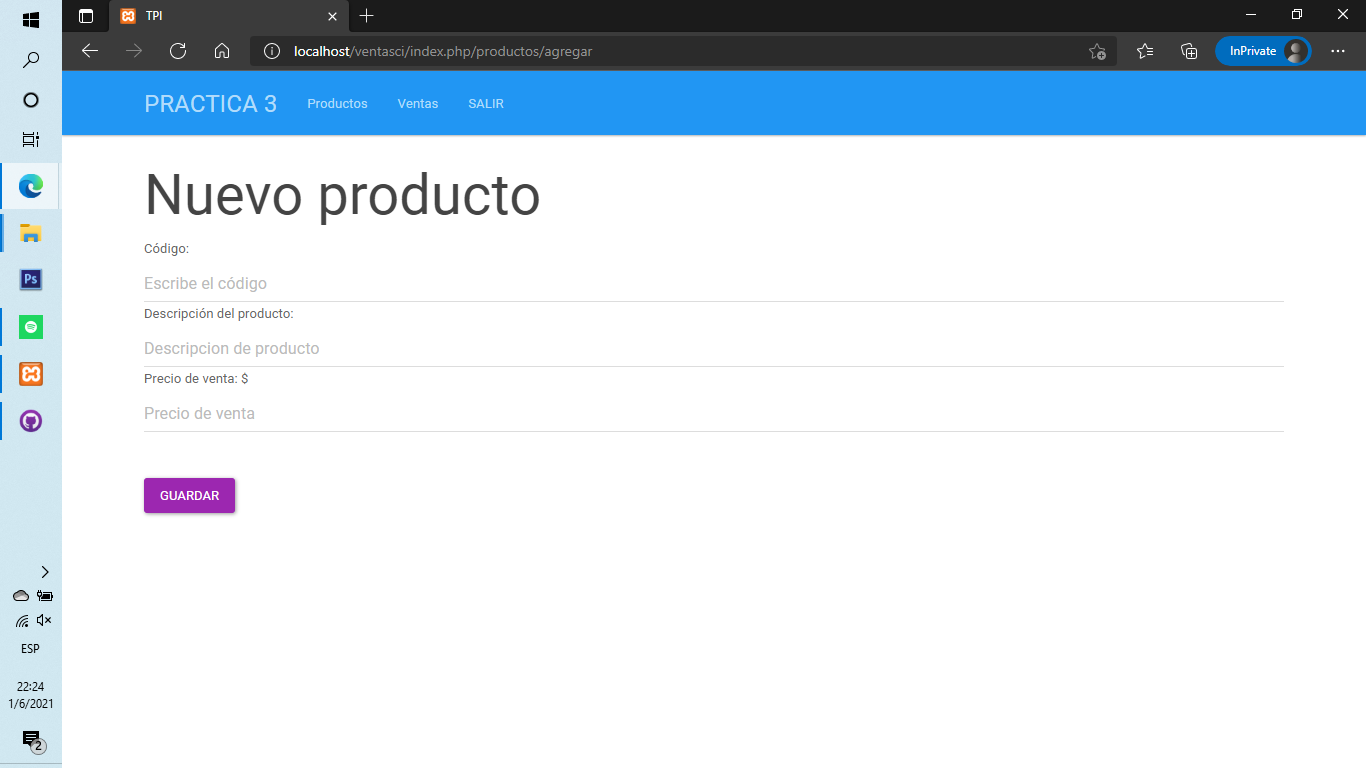 TPI
localhost/ventasci/index.php/productos/agregar
InPrivate
PRACTICA 3 Productos Ventas SALIR
Nuevo producto
Código:
Escribe el código
Descripción del producto:
Descripcion de producto
Precio de venta: $
Precio de venta
GUARDAR
Ps
ESP
22:24
1/6/2021
2